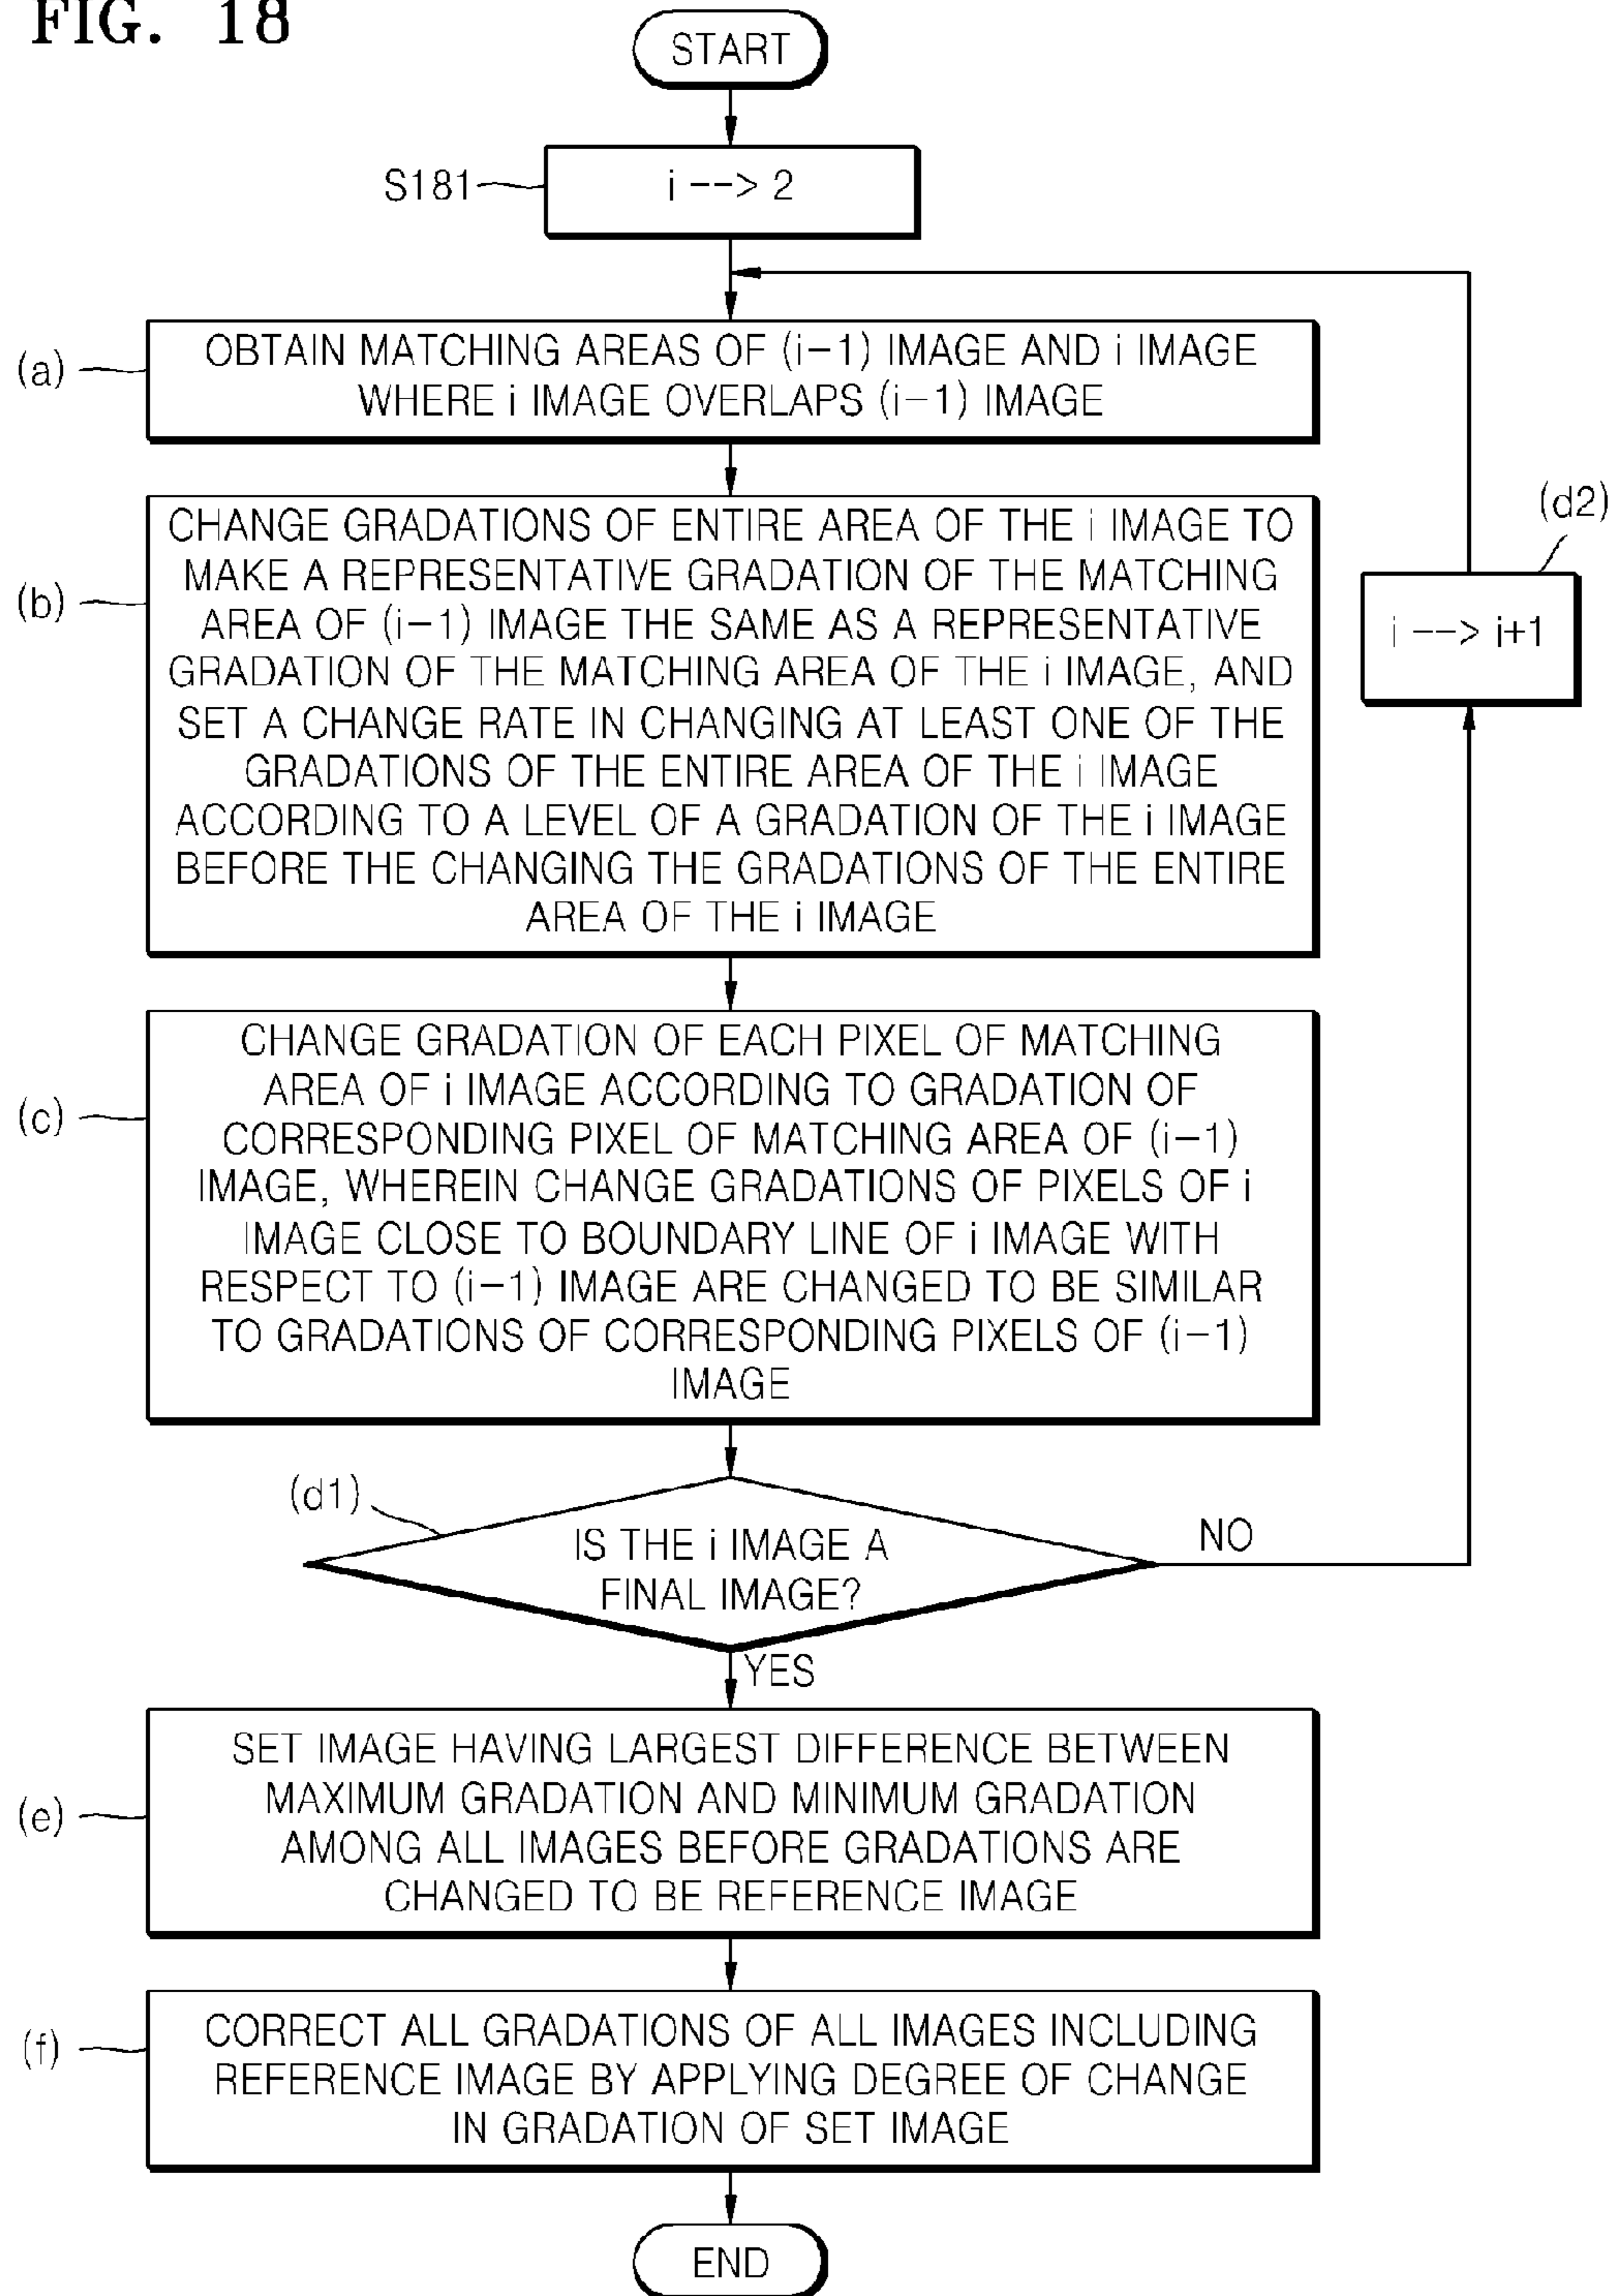 FIG. 18
START
S181
i --> 2
(a)
OBTAIN MATCHING AREAS OF (i-1) IMAGE AND i IMAGE
WHERE i IMAGE OVERLAPS (i-1) IMAGE
(b)
CHANGE GRADATIONS OF ENTIRE AREA OF THE i IMAGE TO
MAKE A REPRESENTATIVE GRADATION OF THE MATCHING
AREA OF (i-1) IMAGE THE SAME AS A REPRESENTATIVE
GRADATION OF THE MATCHING AREA OF THE i IMAGE, AND
SET A CHANGE RATE IN CHANGING AT LEAST ONE OF THE
GRADATIONS OF THE ENTIRE AREA OF THE i IMAGE
ACCORDING TO A LEVEL OF A GRADATION OF THE i IMAGE
BEFORE THE CHANGING THE GRADATIONS OF THE ENTIRE
AREA OF THE i IMAGE
(d2)
i --> i+1
(c)
CHANGE GRADATION OF EACH PIXEL OF MATCHING
AREA OF i IMAGE ACCORDING TO GRADATION OF
CORRESPONDING PIXEL OF MATCHING AREA OF (i-1)
IMAGE, WHEREIN CHANGE GRADATIONS OF PIXELS OF i
IMAGE CLOSE TO BOUNDARY LINE OF i IMAGE WITH
RESPECT TO (i-1) IMAGE ARE CHANGED TO BE SIMILAR
TO GRADATIONS OF CORRESPONDING PIXELS OF (i-1)
IMAGE
(d1)
IS THE i IMAGE A
FINAL IMAGE?
NO
YES
(e)
SET IMAGE HAVING LARGEST DIFFERENCE BETWEEN
MAXIMUM GRADATION AND MINIMUM GRADATION
AMONG ALL IMAGES BEFORE GRADATIONS ARE
CHANGED TO BE REFERENCE IMAGE
(f)
CORRECT ALL GRADATIONS OF ALL IMAGES INCLUDING
REFERENCE IMAGE BY APPLYING DEGREE OF CHANGE
IN GRADATION OF SET IMAGE
END